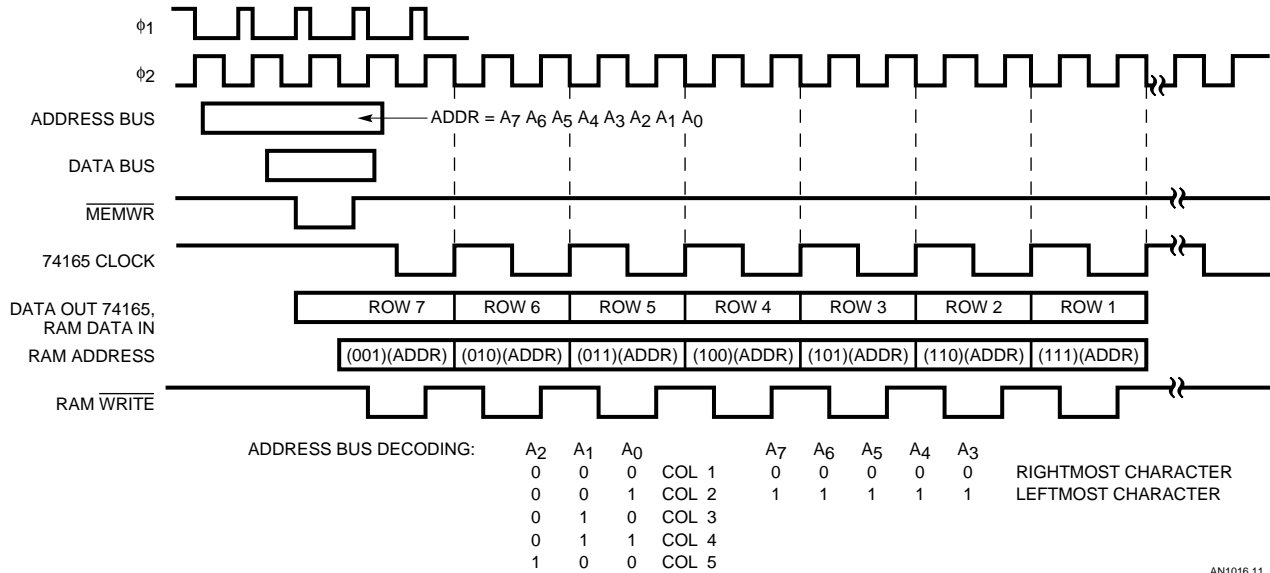 ϕ1
ϕ2
ADDRESS BUS
ADDR = A7 A6 A5 A4 A3 A2 A1 A0
DATA BUS
MEMWR
74165 CLOCK
DATA OUT 74165,
RAM DATA IN
ROW 7 ROW 6 ROW 5 ROW 4 ROW 3 ROW 2 ROW 1
RAM ADDRESS
(001)(ADDR) (010)(ADDR) (011)(ADDR) (100)(ADDR) (101)(ADDR) (110)(ADDR) (111)(ADDR)
RAM WRITE
ADDRESS BUS DECODING: A2 A1 A0 A7 A6 A5 A4 A3
0 0 0 COL 1 0 0 0 0 0 RIGHTMOST CHARACTER
0 0 1 COL 2 1 1 1 1 1 LEFTMOST CHARACTER
0 1 0 COL 3
0 1 1 COL 4
1 0 0 COL 5
AN1016 11